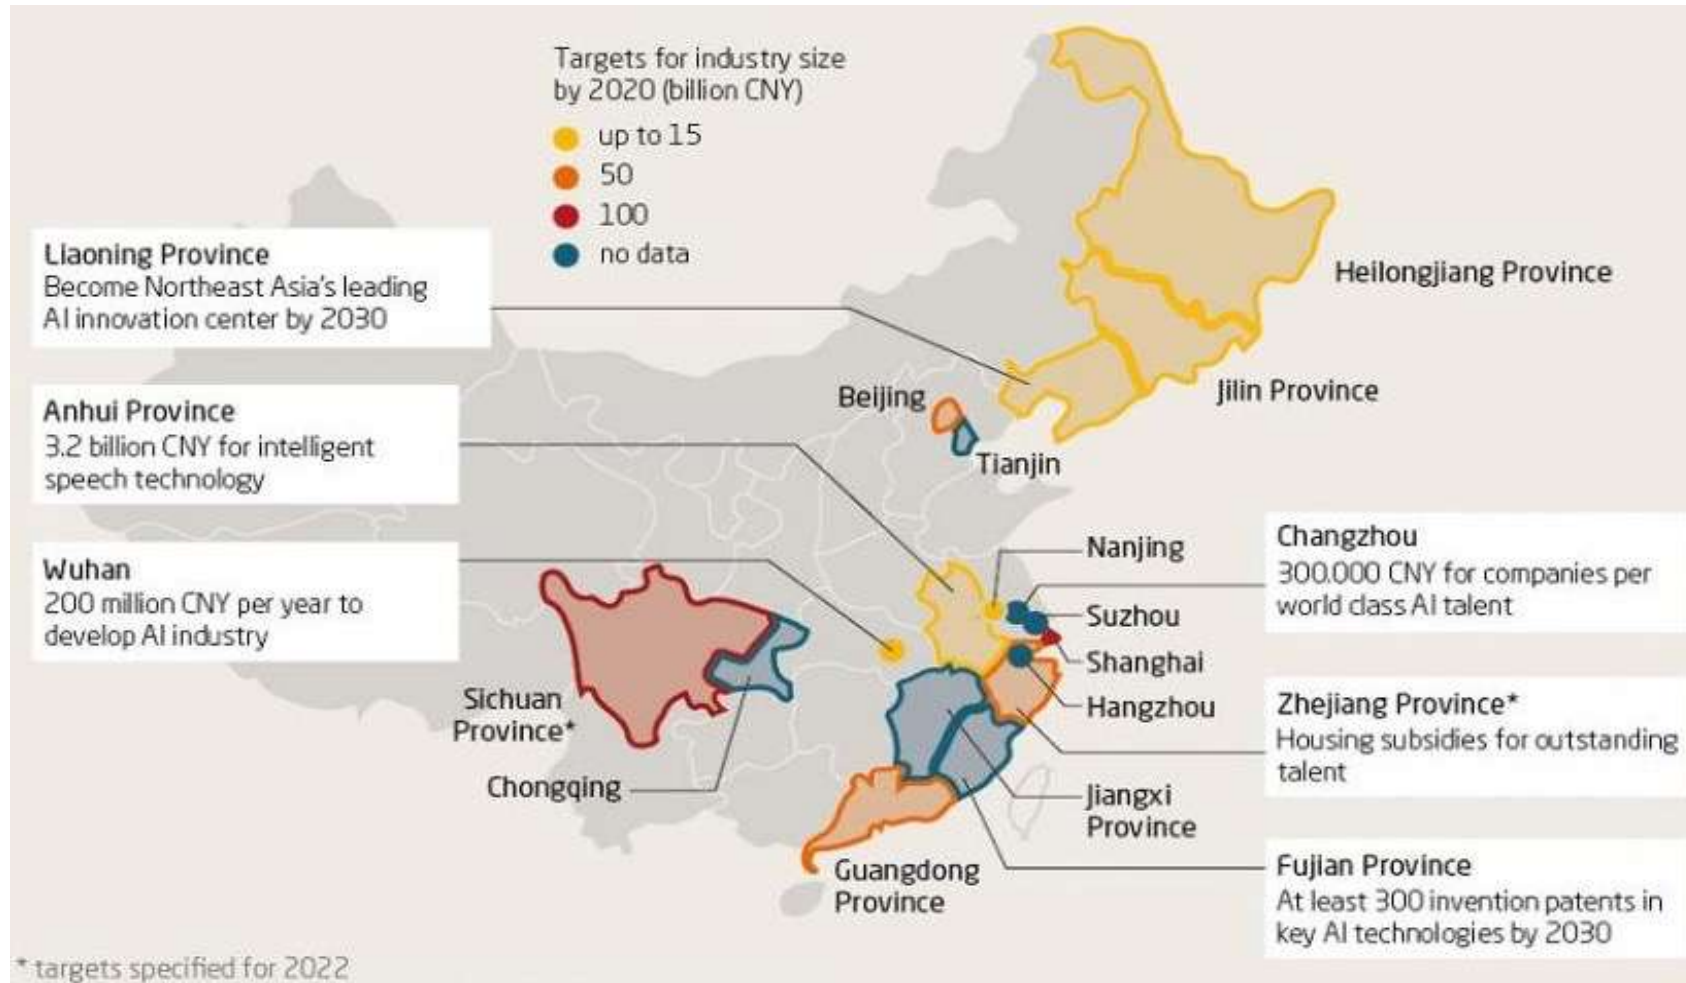 Targets for industry size
by 2020 (billion CNY)
up to 15
50
100
no data
Liaoning Province
Become Northeast Asia's leading
AI innovation center by 2030
Anhui Province
3.2 billion CNY for intelligent
speech technology
Wuhan
200 million CNY per year to
develop AI industry
Heilongjiang Province
Jilin Province
Beijing
Tianjin
Nanjing
Suzhou
Shanghai
Hangzhou
Changzhou
300.000 CNY for companies per
world class AI talent
Zhejiang Province*
Housing subsidies for outstanding
talent
Sichuan
Province*
Chongqing
Jiangxi
Province
Guangdong
Province
Fujian Province
At least 300 invention patents in
key AI technologies by 2030
* targets specified for 2022